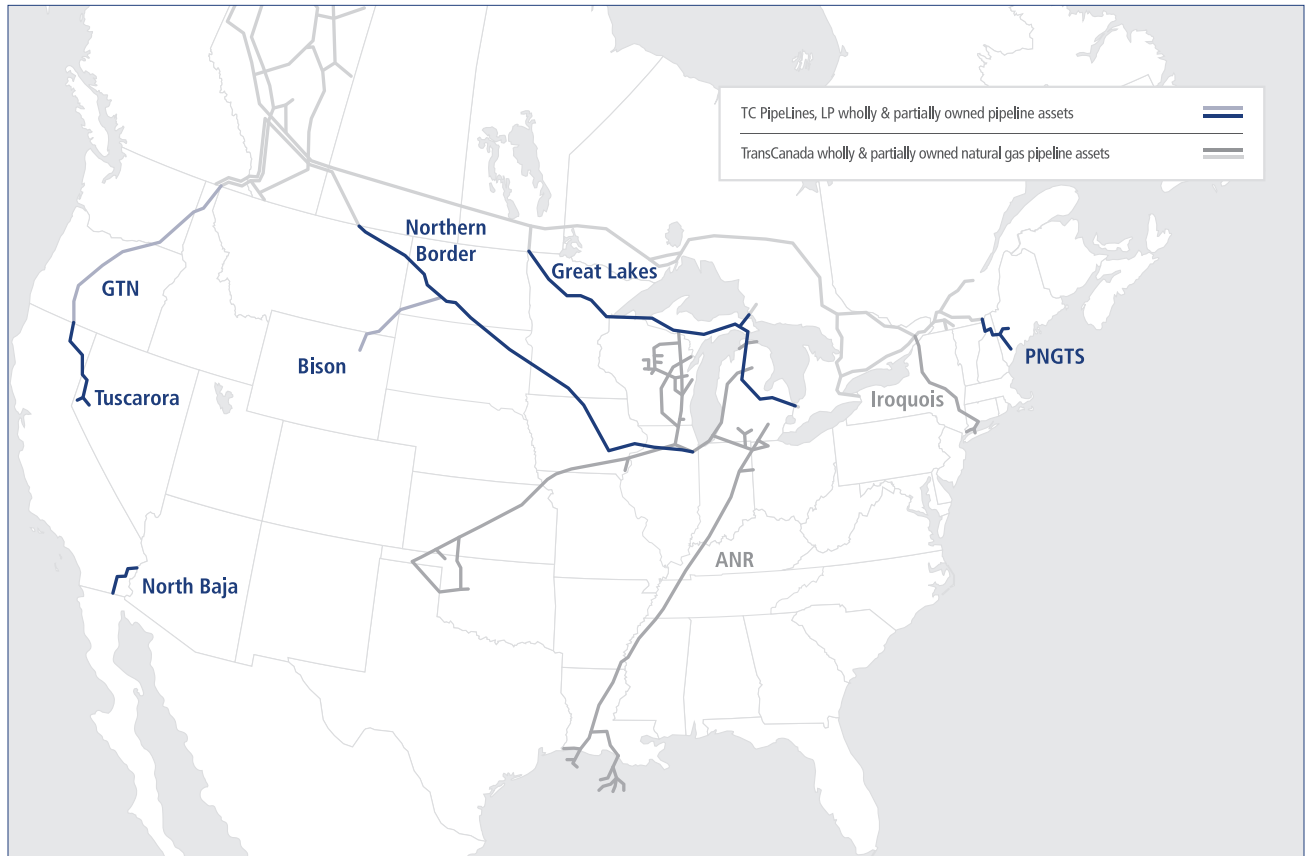 TC PipeLines, LP wholly & partially owned pipeline assets
TransCanada wholly & partially owned natural gas pipeline assets
Northern
Border
Great Lakes
GTN
Bison
PNGTS
Tuscarora
Iroquois
ANR
North Baja